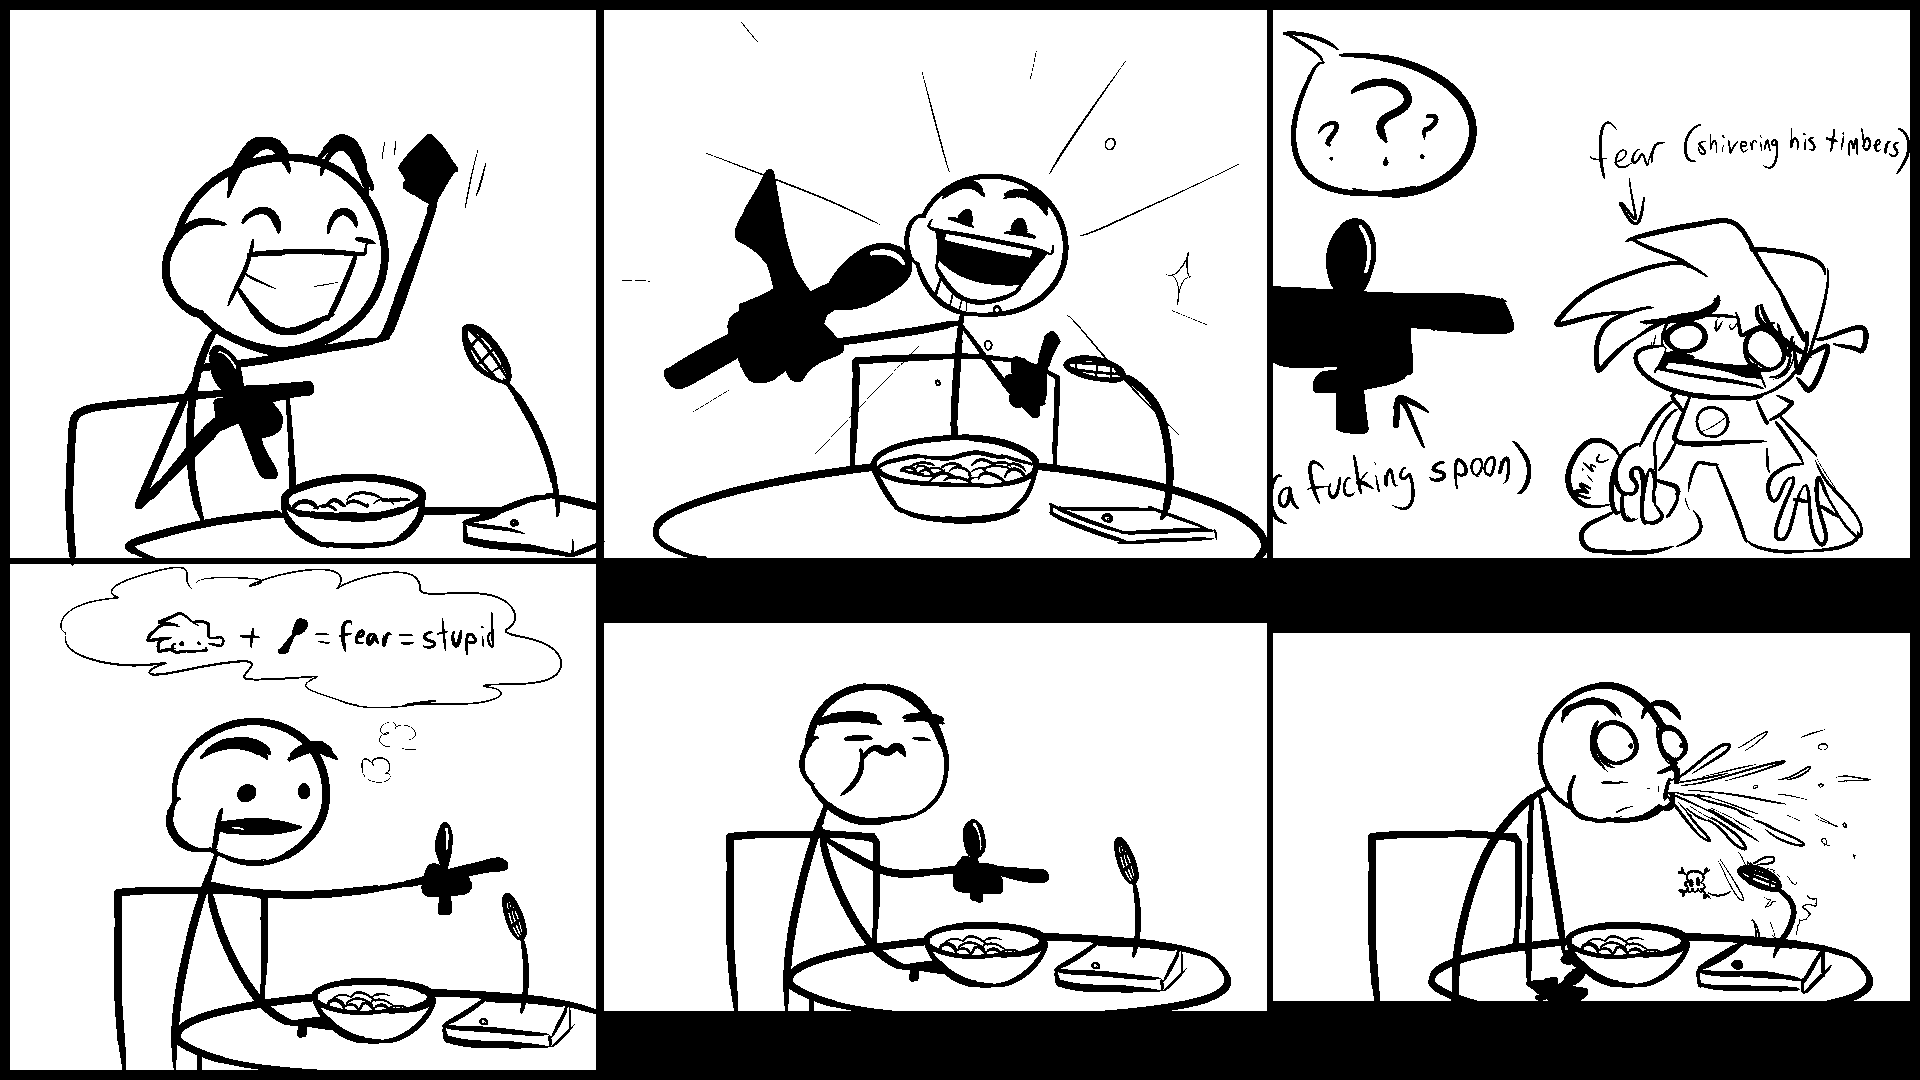 ? ? ?
fear (shivering his timbers)
(a fucking spoon)
+ = fear = stupid